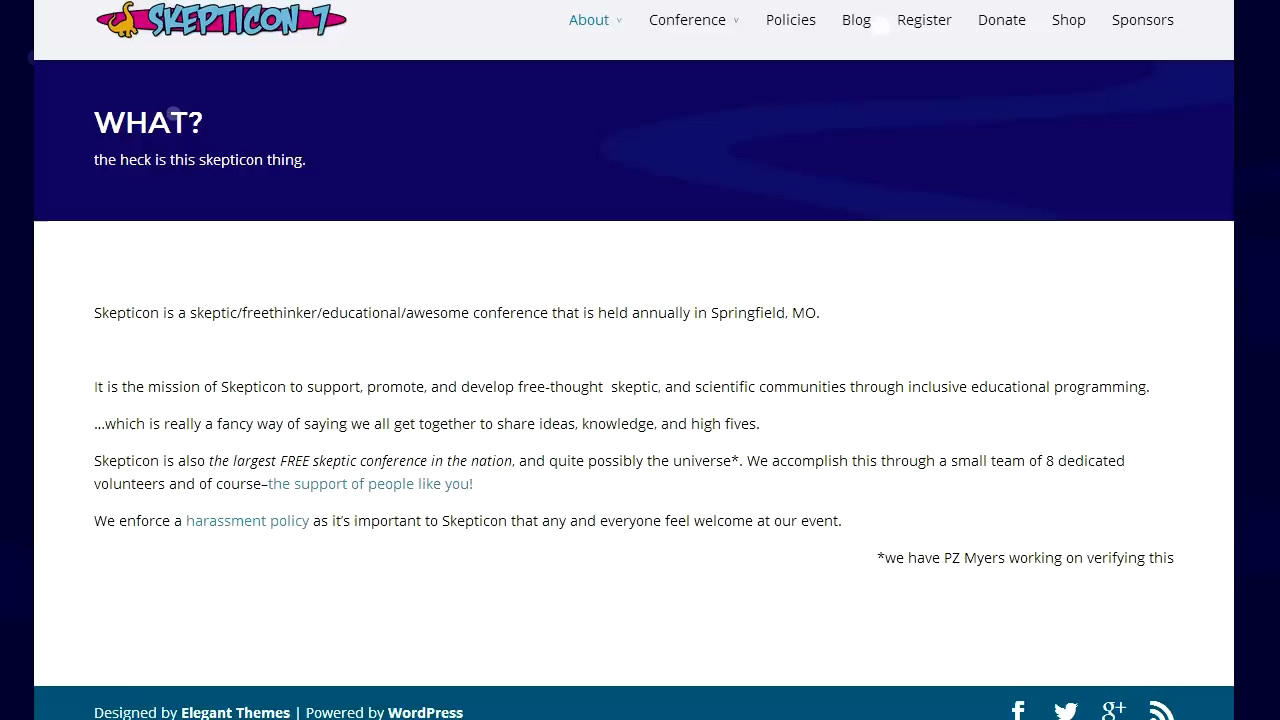 SKEPTICON 7
About Conference Policies Blog Register Donate Shop Sponsors
WHAT?
the heck is this skepticon thing.
Skepticon is a skeptic/freethinker/educational/awesome conference that is held annually in Springfield, MO.
It is the mission of Skepticon to support, promote, and develop free-thought skeptic, and scientific communities through inclusive educational programming.
...which is really a fancy way of saying we all get together to share ideas, knowledge, and high fives.
Skepticon is also the largest FREE skeptic conference in the nation, and quite possibly the universe*. We accomplish this through a small team of 8 dedicated
volunteers and of course–the support of people like you!
We enforce a harassment policy as it's important to Skepticon that any and everyone feel welcome at our event.
*we have PZ Myers working on verifying this
Designed by Elegant Themes | Powered by WordPress